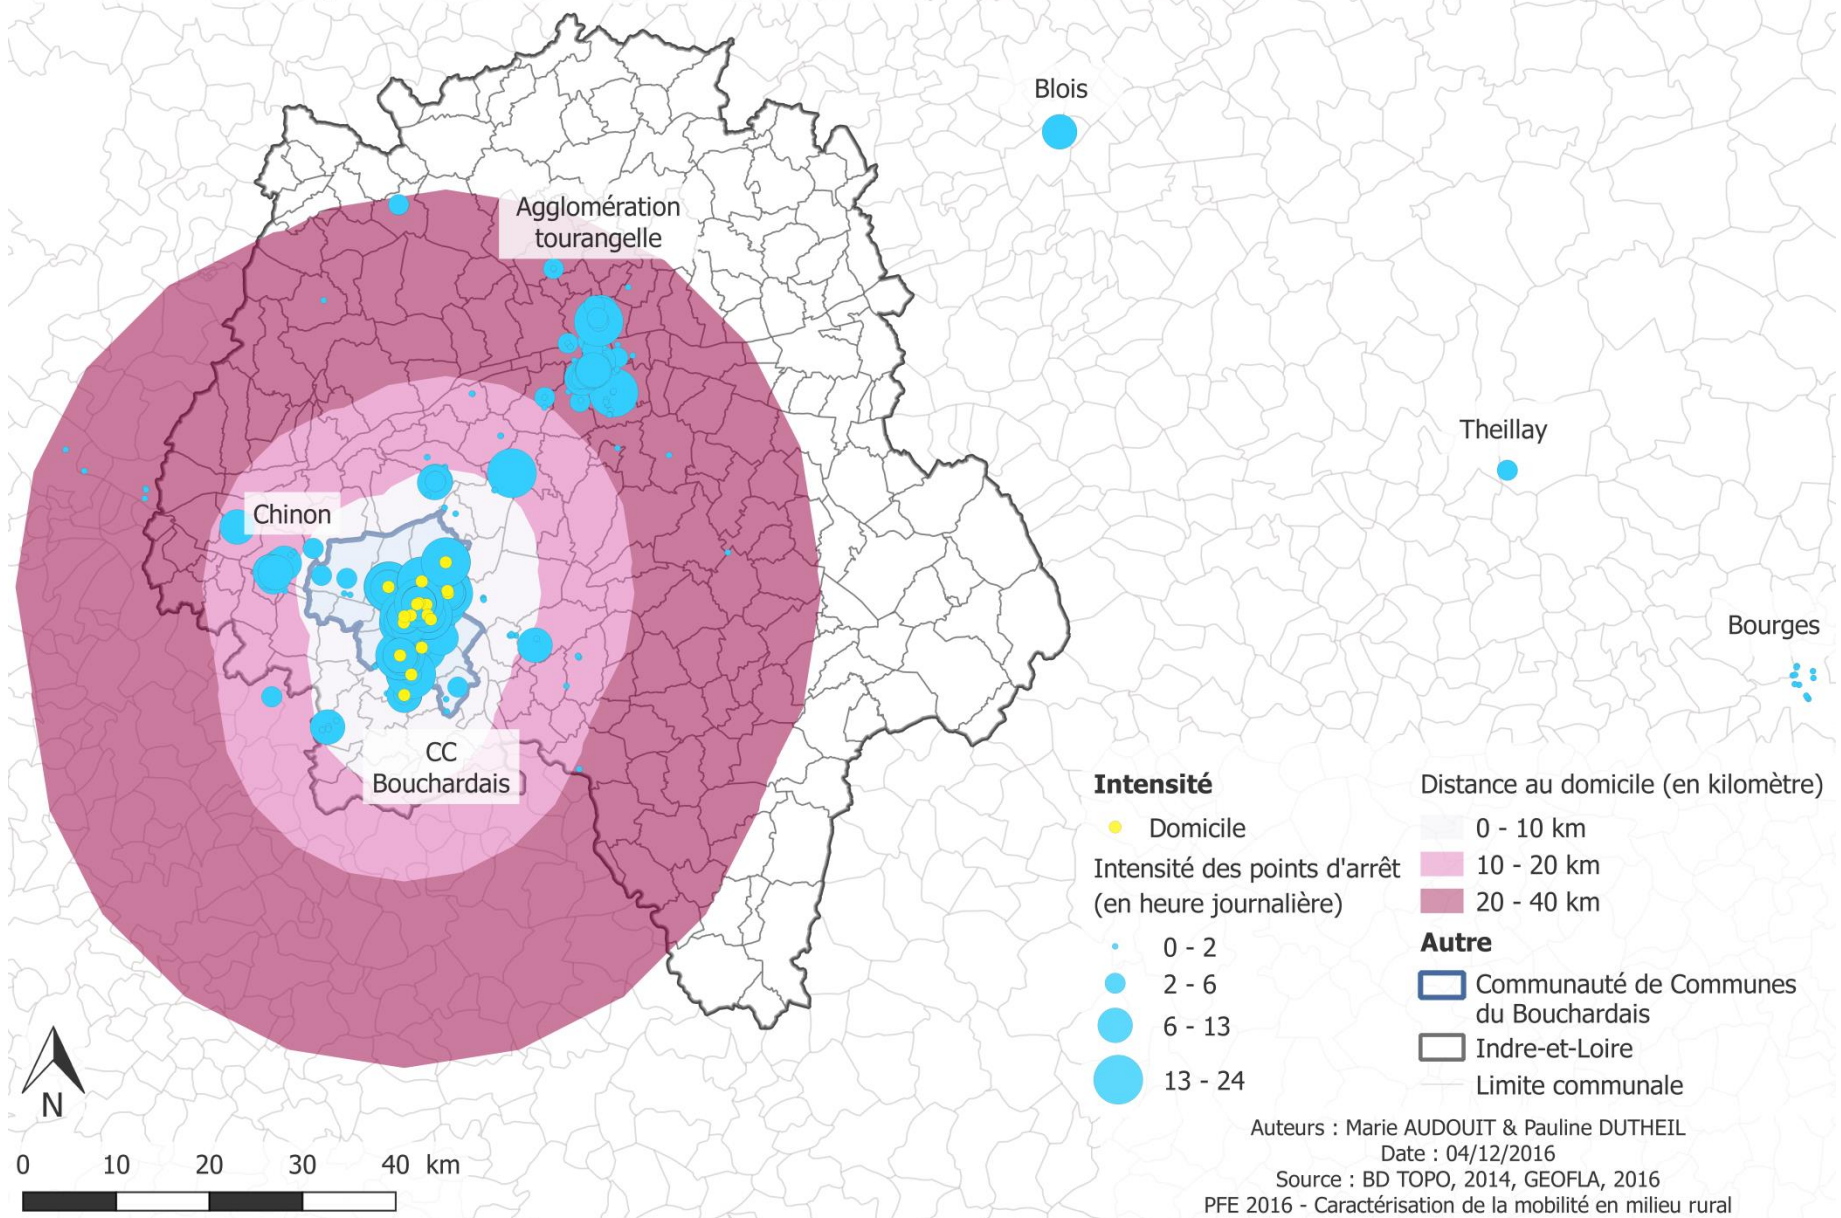 Blois
Agglomération
tourangelle
Theillay
Chinon
Bourges
CC
Bouchardais
Intensité
Domicile
Intensité des points d'arrêt
(en heure journalière)
0 - 2
2 - 6
6 - 13
13 - 24
Distance au domicile (en kilomètre)
0 - 10 km
10 - 20 km
20 - 40 km
Autre
Communauté de Communes
du Bouchardais
Indre-et-Loire
Limite communale
N
0 10 20 30 40 km
Auteurs : Marie AUDOUIT & Pauline DUTHEIL
Date : 04/12/2016
Source : BD TOPO, 2014, GEOFLA, 2016
PFE 2016 - Caractérisation de la mobilité en milieu rural